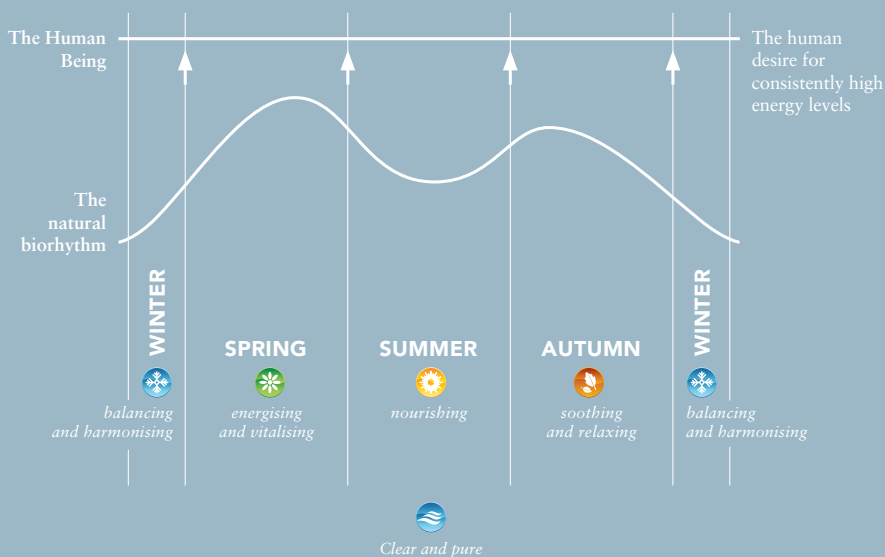 The Human
Being
The human
desire for
consistently high
energy levels
The
natural
biorhythm
WINTER
SPRING
SUMMER
AUTUMN
WINTER
balancing
and harmonising
energising
and vitalising
nourishing
soothing
and relaxing
balancing
and harmonising
Clear and pure